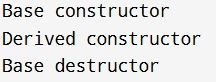 Base constructor
Derived constructor
Base destructor